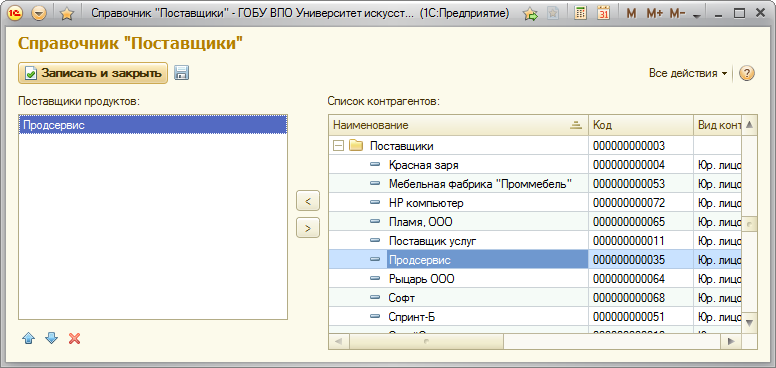 Справочник "Поставщики" - ГОБУ ВПО Университет искусст... (1С:Предприятие)
M M+ M-
Справочник "Поставщики"
Записать и закрыть
Все действия
Поставщики продуктов:
Продсервис
Список контрагентов:
Наименование Код Вид конт
Поставщики 000000000003
Красная заря 000000000004 Юр. лицо
Мебельная фабрика "Проммебель" 000000000053 Юр. лицо
HP компьютер 000000000072 Юр. лицо
Пламя, ООО 000000000065 Юр. лицо
Поставщик услуг 000000000011 Юр. лицо
Продсервис 000000000035 Юр. лицо
Рыцарь ООО 000000000064 Юр. лицо
Софт 000000000068 Юр. лицо
Спринт-Б 000000000051 Юр. лицо
<
>